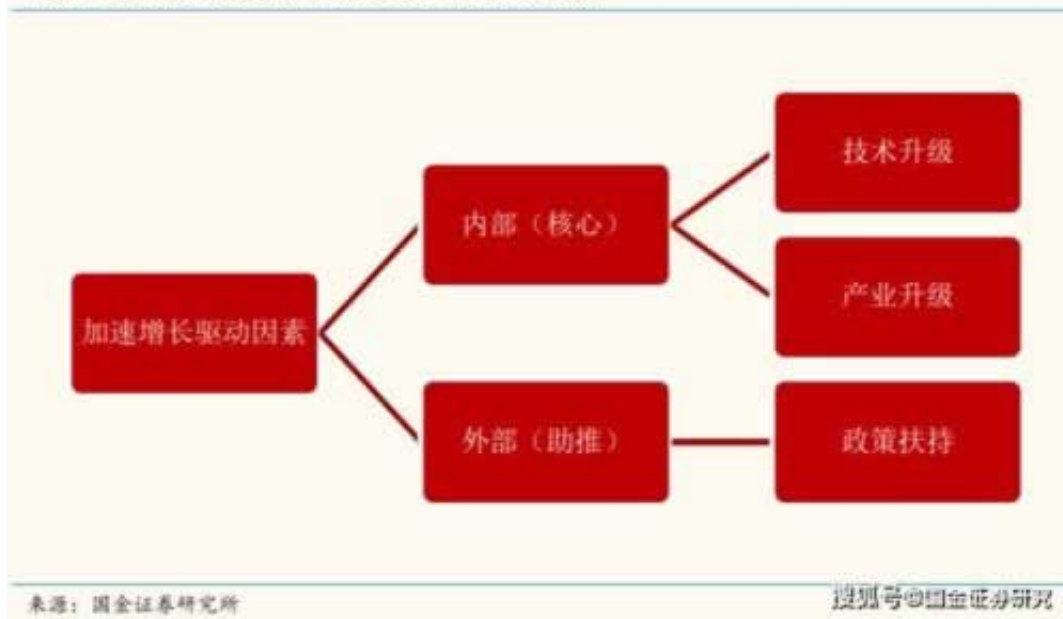 加速增长驱动因素
内部（核心）
外部（助推）
技术升级
产业升级
政策扶持
来源：国金证券研究所
搜狐号@国金证券研究